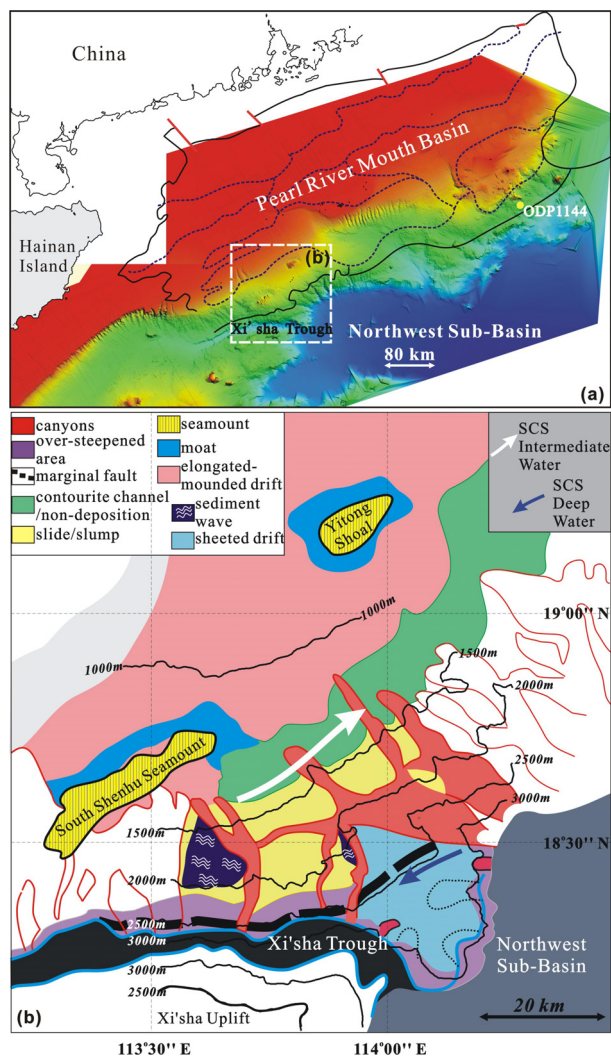 China
Pearl River Mouth Basin
ODP1144
Hainan
Island
(b)
Xi'sha Trough
Northwest Sub-Basin
80 km
(a)
canyons
over-steepened
area
marginal fault
contourite channel
/non-deposition
slide/slump
seamount
moat
elongated-
mounded drift
sediment
wave
sheeted drift
SCS
Intermediate
Water
SCS
Deep
Water
Yitong
Shoal
19°00'' N
1000m
1000m
1500m
2000m
South Shenhu Seamount
2500m
3000m
1500m
18°30'' N
2000m
2500m
3000m
Xi'sha Trough
Northwest
Sub-Basin
3000m
2500m
20 km
(b)
Xi'sha Uplift
113°30'' E
114°00'' E